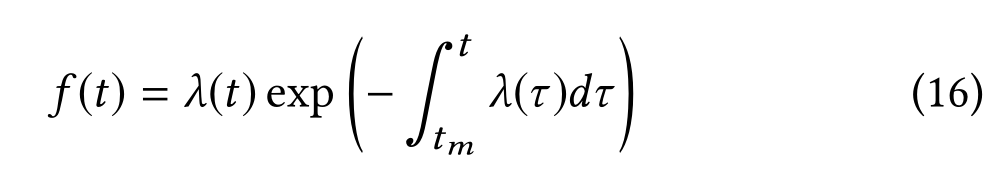 f(t) = λ(t) exp (− ∫_{t_m}^{t} λ(τ)dτ) (16)